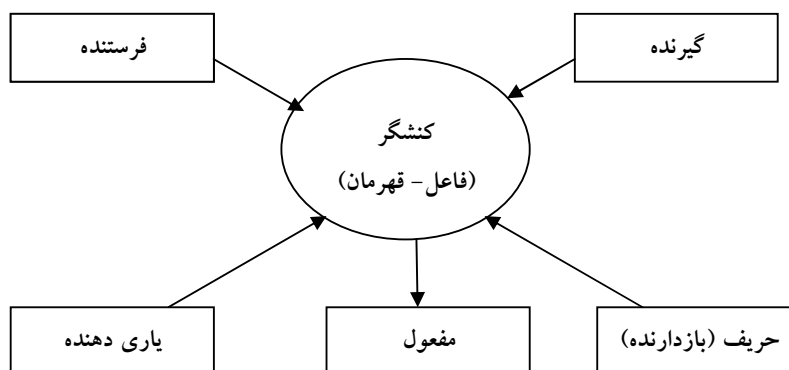 گیرنده
فرستنده
کنشگر
(فاعل – قهرمان)
حریف (بازدارنده)
مفعول
یاری دهنده